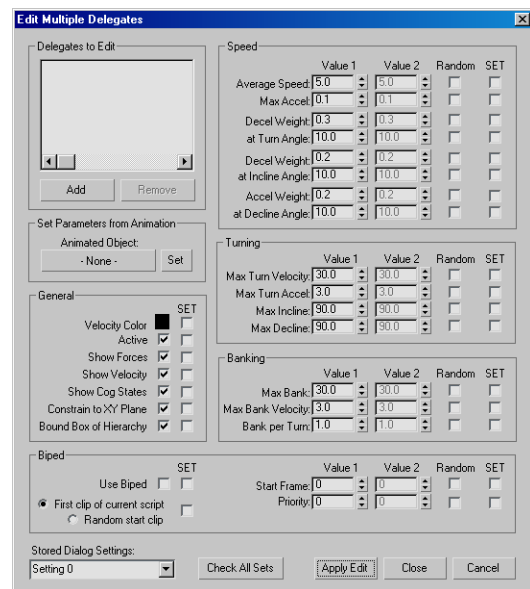 Edit Multiple Delegates
Delegates to Edit
Add Remove
Set Parameters from Animation
Animated Object:
- None - Set
General
SET
Velocity Color
Active
Show Forces
Show Velocity
Show Cog States
Constrain to XY Plane
Bound Box of Hierarchy
Speed
Value 1 Value 2 Random SET
Average Speed: 5.0 5.0
Max Accel: 0.1 0.1
Decel Weight: 0.3 0.3
at Turn Angle: 10.0 10.0
Decel Weight: 0.2 0.2
at Incline Angle: 10.0 10.0
Accel Weight: 0.2 0.2
at Decline Angle: 10.0 10.0
Turning
Value 1 Value 2 Random SET
Max Turn Velocity: 30.0 30.0
Max Turn Accel: 3.0 3.0
Max Incline: 90.0 90.0
Max Decline: 90.0 90.0
Banking
Value 1 Value 2 Random SET
Max Bank: 30.0 30.0
Max Bank Velocity: 3.0 3.0
Bank per Turn: 1.0 1.0
Biped
SET
Use Biped
First clip of current script
Random start clip
Value 1 Value 2 Random SET
Start Frame: 0 0
Priority: 0 0
Stored Dialog Settings:
Setting 0
Check All Sets Apply Edit Close Cancel